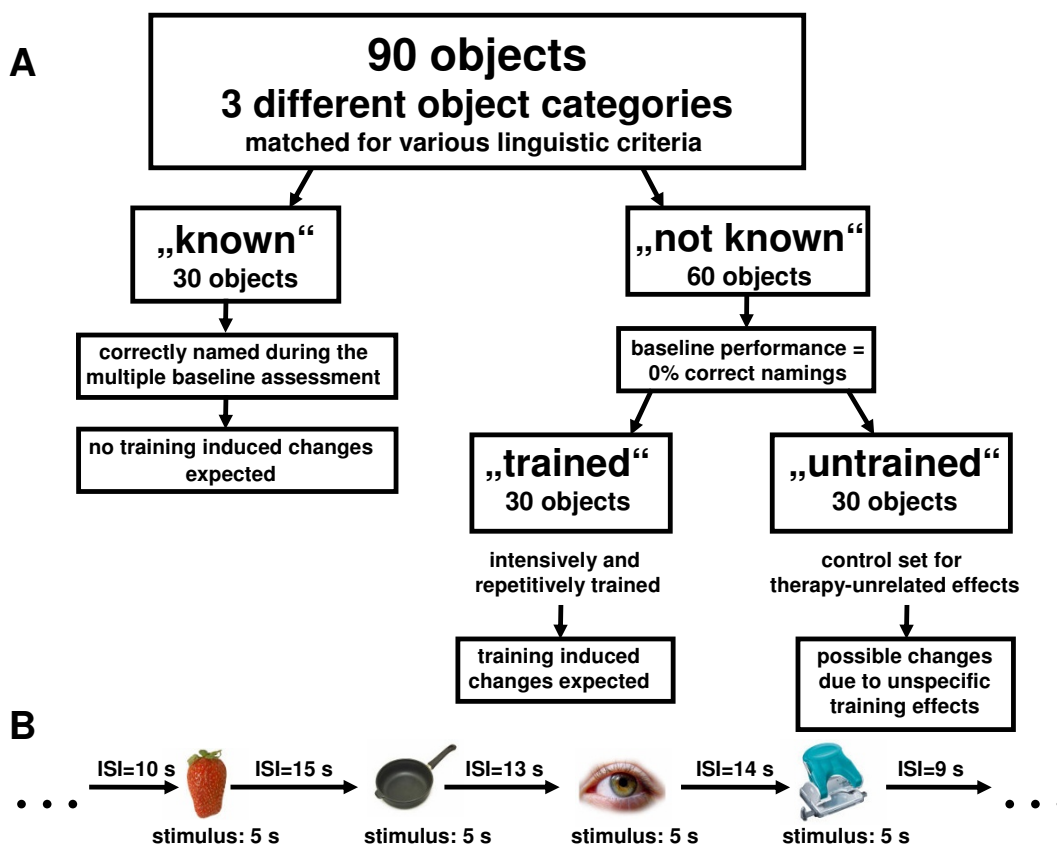 A
90 objects
3 different object categories
matched for various linguistic criteria
„known“
30 objects
„not known“
60 objects
correctly named during the
multiple baseline assessment
baseline performance =
0% correct namings
no training induced changes
expected
„trained“
30 objects
„untrained“
30 objects
intensively and
repetitively trained
control set for
therapy-unrelated effects
training induced
changes expected
possible changes
due to unspecific
training effects
B
ISI=10 s
ISI=15 s
ISI=13 s
ISI=14 s
ISI=9 s
. . .
. . .
stimulus: 5 s
stimulus: 5 s
stimulus: 5 s
stimulus: 5 s